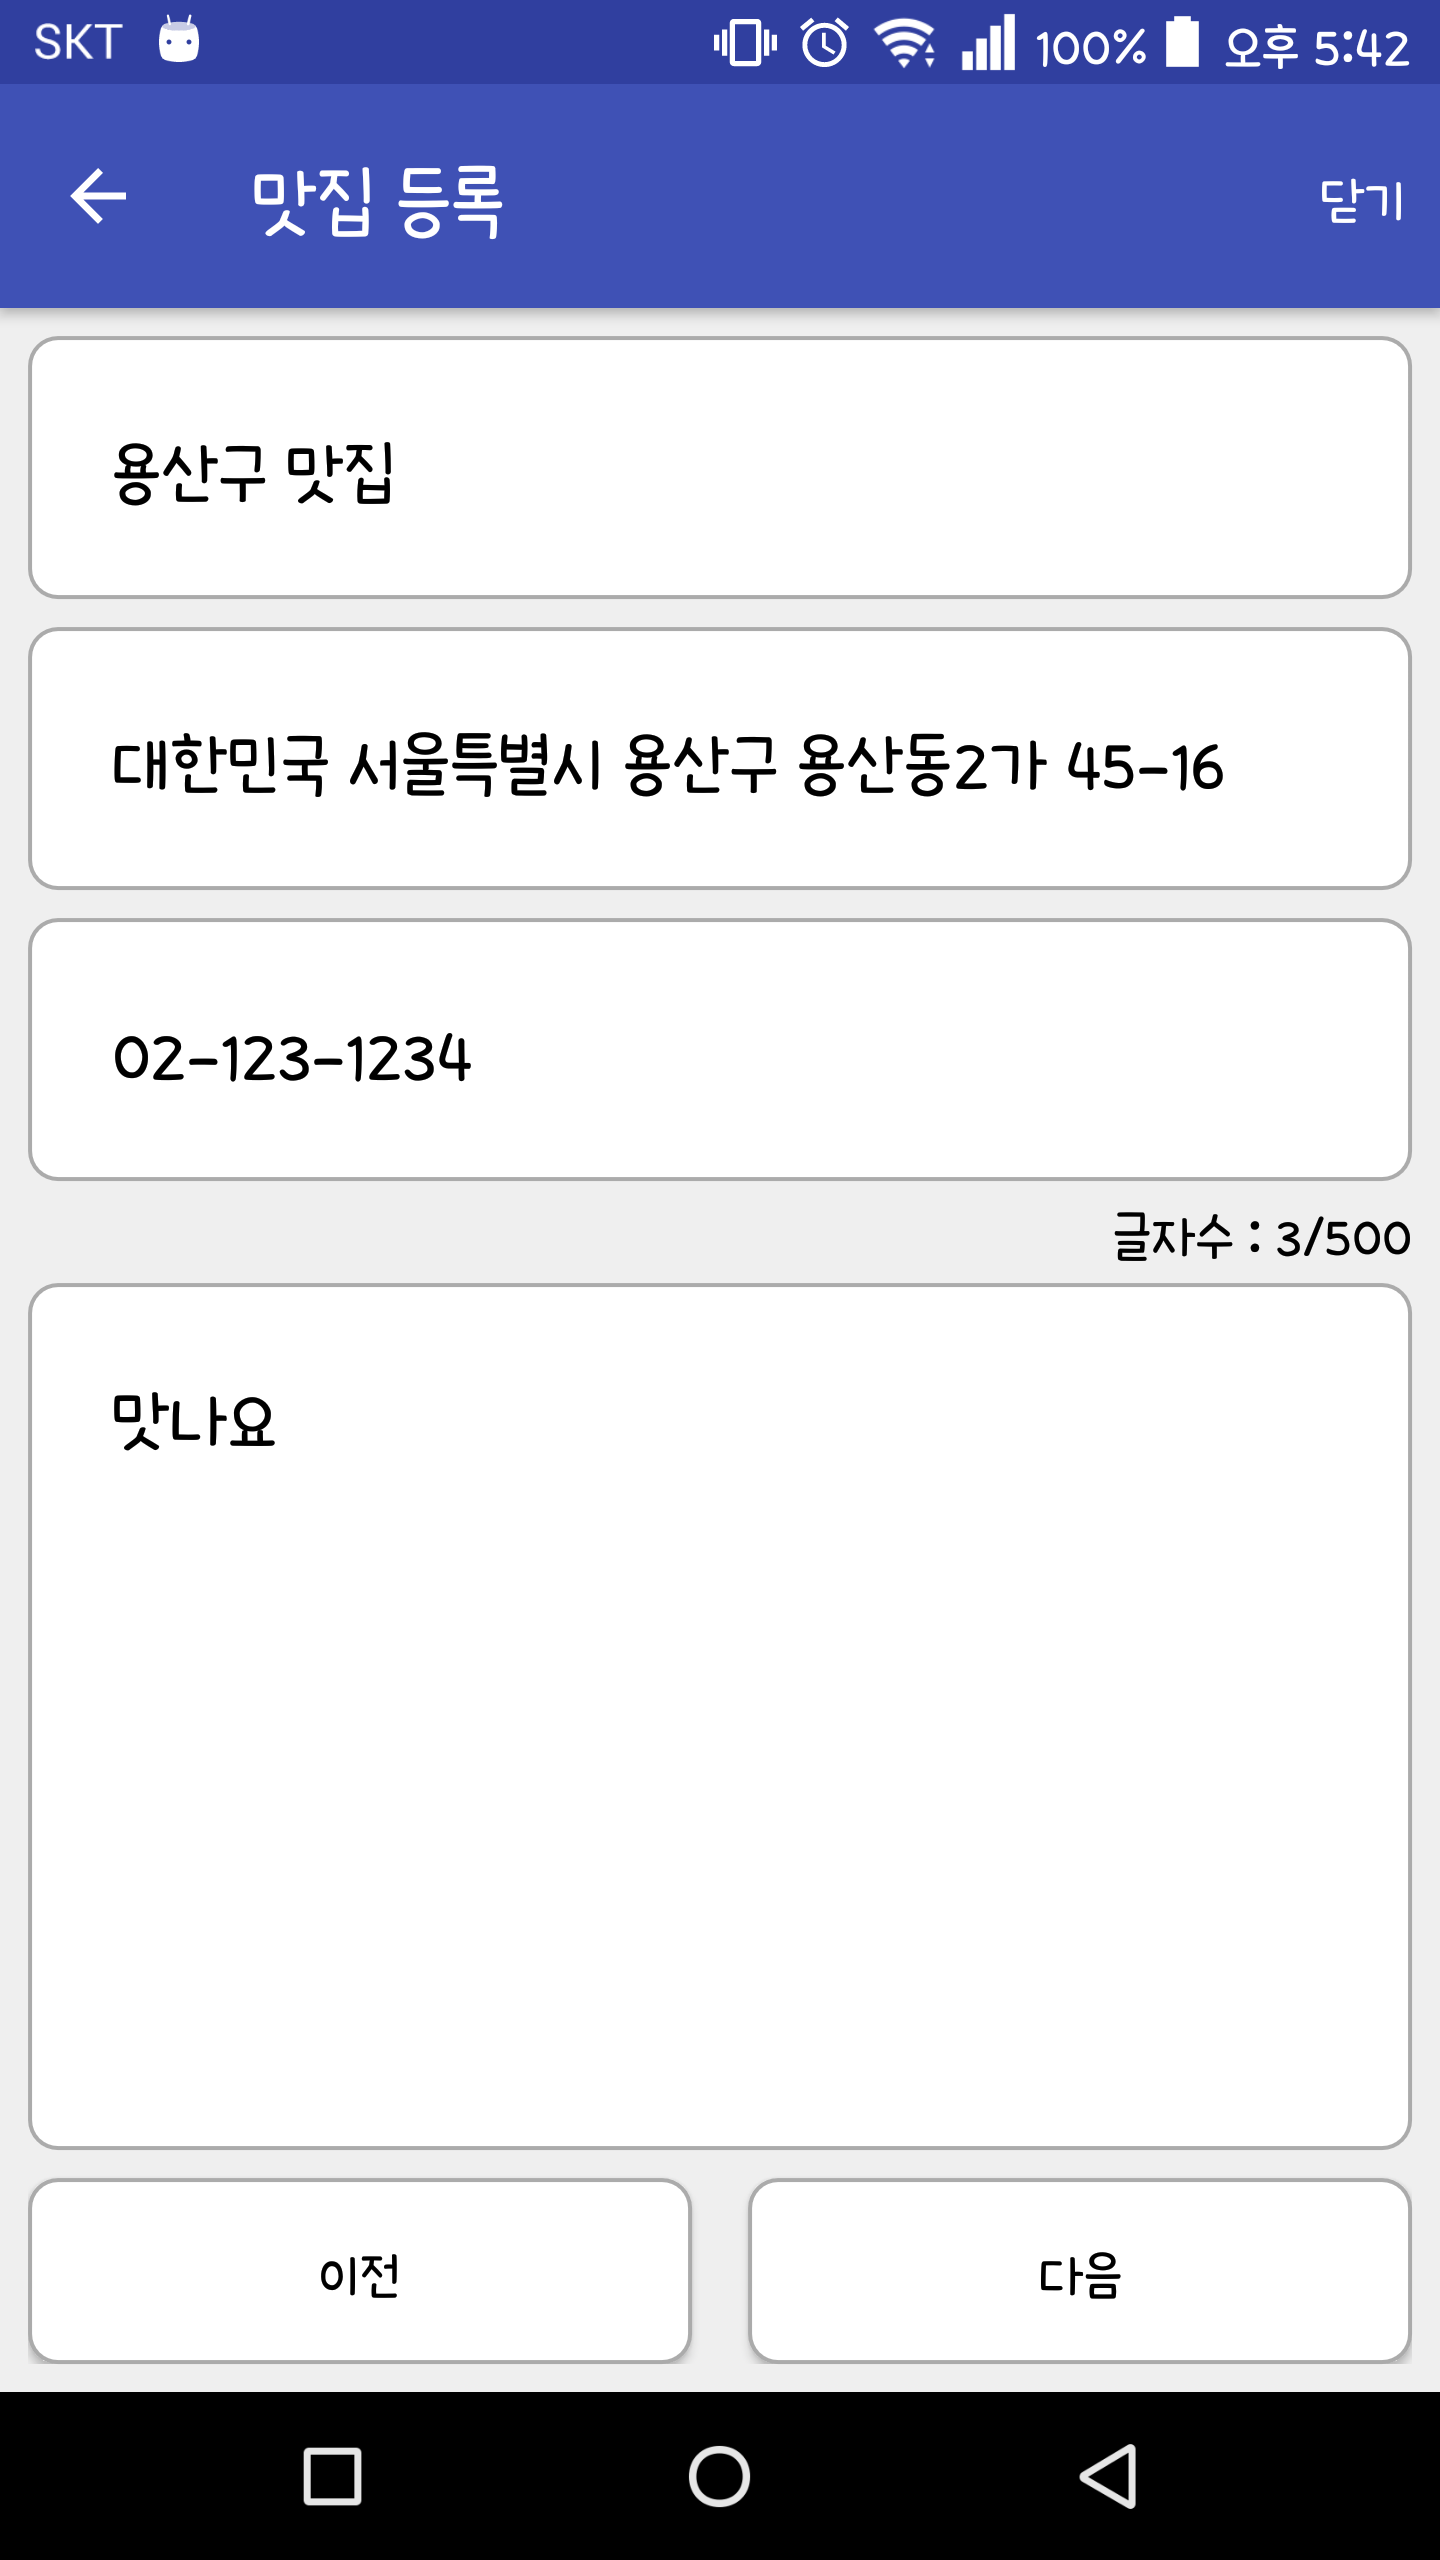 SKT 100% 오후 5:42
맛집 등록 닫기
용산구 맛집
대한민국 서울특별시 용산구 용산동2가 45-16
02-123-1234
글자수 : 3/500
맛나요
이전 다음